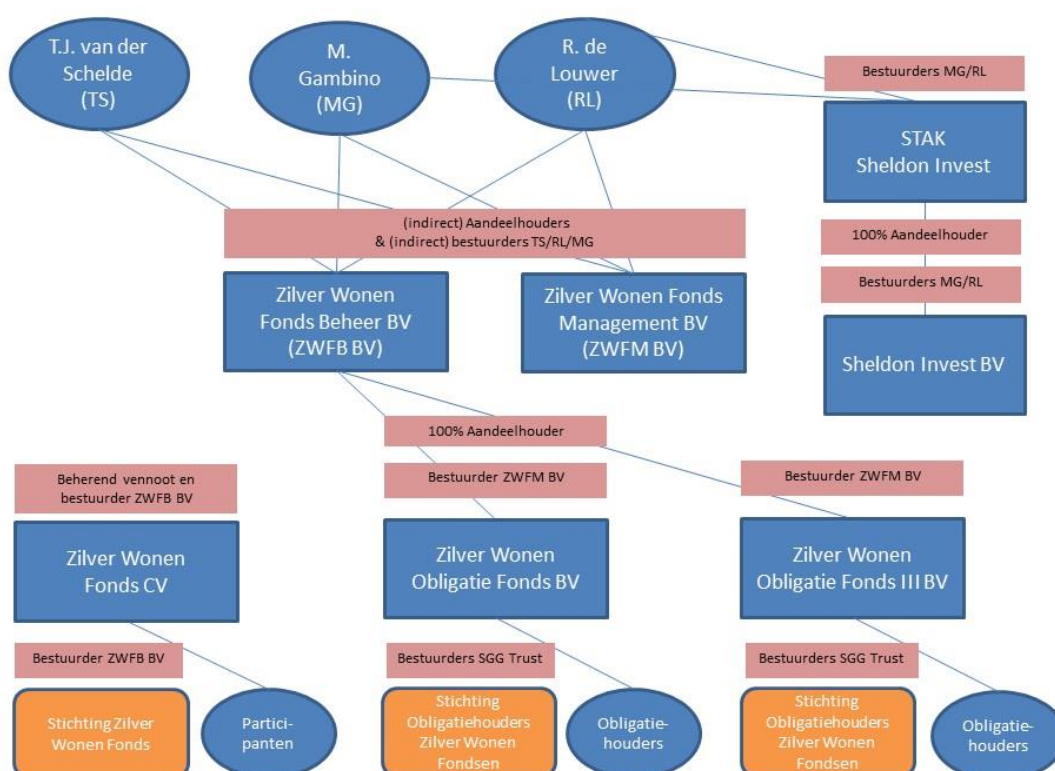 T.J. van der
Schelde
(TS)
M.
Gambino
(MG)
R. de
Louwer
(RL)
Bestuurders MG/RL
STAK
Sheldon Invest
(indirect) Aandeelhouders
& (indirect) bestuurders TS/RL/MG
100% Aandeelhouder
Bestuurders MG/RL
Zilver Wonen
Fonds Beheer BV
(ZWFB BV)
Zilver Wonen Fonds
Management BV
(ZWFM BV)
Sheldon Invest BV
100% Aandeelhouder
Beherend vennoot en
bestuurder ZWFB BV
Bestuurder ZWFM BV
Bestuurder ZWFM BV
Zilver Wonen
Fonds CV
Zilver Wonen
Obligatie Fonds BV
Zilver Wonen
Obligatie Fonds III BV
Bestuurder ZWFB BV
Bestuurders SGG Trust
Bestuurders SGG Trust
Stichting Zilver
Wonen Fonds
Partici-
panten
Stichting
Obligatiehouders
Zilver Wonen
Fondsen
Obligatie-
houders
Stichting
Obligatiehouders
Zilver Wonen
Fondsen
Obligatie-
houders